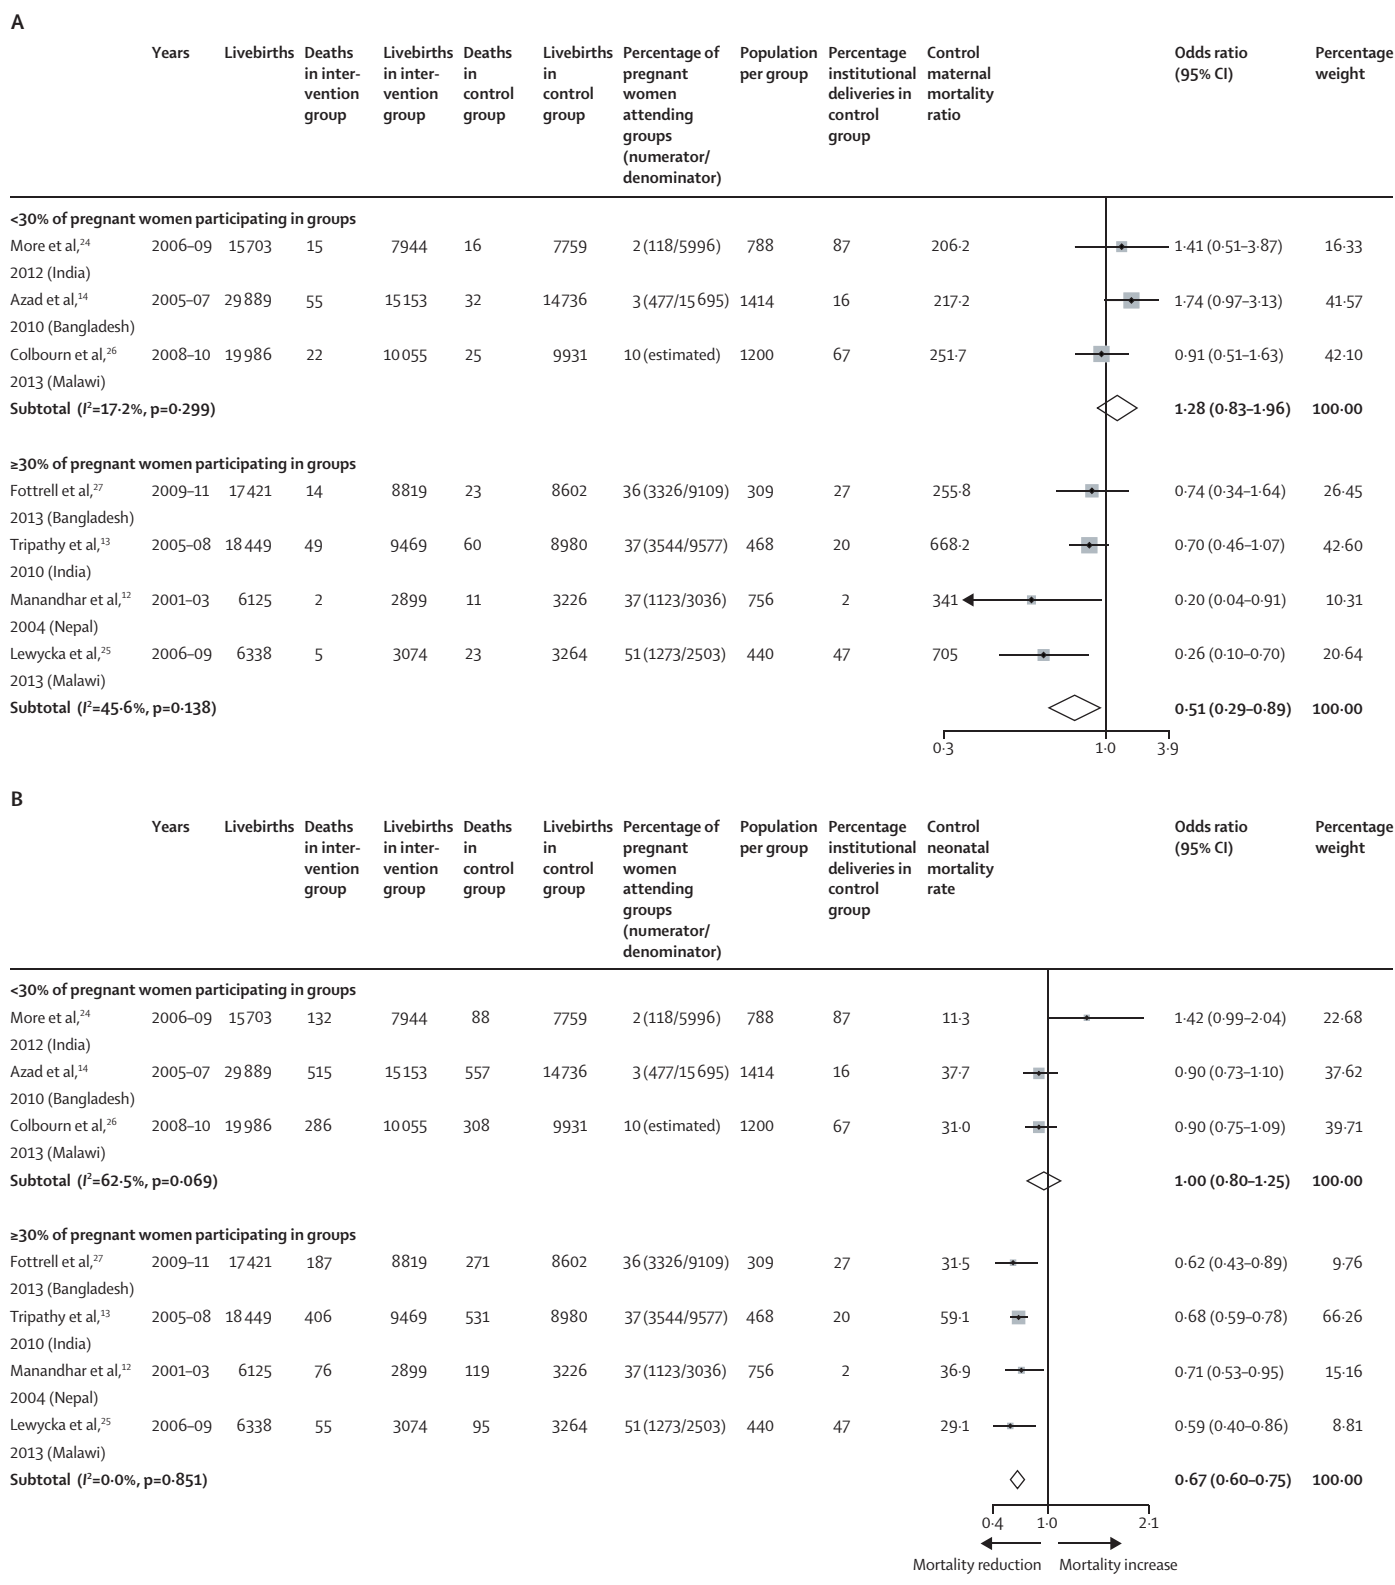 A
Years Livebirths Deaths Livebirths Deaths Livebirths Percentage of Population Percentage Control Odds ratio Percentage
in inter- in inter- in in pregnant per group institutional maternal (95% CI) weight
vention vention control control women deliveries in mortality
group group group group attending control ratio
groups group
(numerator/
denominator)
<30% of pregnant women participating in groups
More et al,24 2006–09 15703 15 7944 16 7759 2 (118/5996) 788 87 206·2 1·41 (0·51–3·87) 16·33
2012 (India)
Azad et al,14 2005–07 29889 55 15153 32 14736 3 (477/15695) 1414 16 217·2 1·74 (0·97–3·13) 41·57
2010 (Bangladesh)
Colbourn et al,26 2008–10 19986 22 10055 25 9931 10 (estimated) 1200 67 251·7 0·91 (0·51–1·63) 42·10
2013 (Malawi)
Subtotal (I²=17·2%, p=0·299) 1·28 (0·83–1·96) 100·00
≥30% of pregnant women participating in groups
Fottrell et al,27 2009–11 17421 14 8819 23 8602 36 (3326/9109) 309 27 255·8 0·74 (0·34–1·64) 26·45
2013 (Bangladesh)
Tripathy et al,13 2005–08 18449 49 9469 60 8980 37 (3544/9577) 468 20 668·2 0·70 (0·46–1·07) 42·60
2010 (India)
Manandhar et al,12 2001–03 6125 2 2899 11 3226 37 (1123/3036) 756 2 341 0·20 (0·04–0·91) 10·31
2004 (Nepal)
Lewycka et al,25 2006–09 6338 5 3074 23 3264 51 (1273/2503) 440 47 705 0·26 (0·10–0·70) 20·64
2013 (Malawi)
Subtotal (I²=45·6%, p=0·138) 0·51 (0·29–0·89) 100·00
0·3 1·0 3·9
B
Years Livebirths Deaths Livebirths Deaths Livebirths Percentage of Population Percentage Control Odds ratio Percentage
in inter- in inter- in in pregnant per group institutional neonatal (95% CI) weight
vention vention control control women deliveries in mortality
group group group group attending control rate
groups group
(numerator/
denominator)
<30% of pregnant women participating in groups
More et al,24 2006–09 15703 132 7944 88 7759 2 (118/5996) 788 87 11·3 1·42 (0·99–2·04) 22·68
2012 (India)
Azad et al,14 2005–07 29889 515 15153 557 14736 3 (477/15695) 1414 16 37·7 0·90 (0·73–1·10) 37·62
2010 (Bangladesh)
Colbourn et al,26 2008–10 19986 286 10055 308 9931 10 (estimated) 1200 67 31·0 0·90 (0·75–1·09) 39·71
2013 (Malawi)
Subtotal (I²=62·5%, p=0·069) 1·00 (0·80–1·25) 100·00
≥30% of pregnant women participating in groups
Fottrell et al,27 2009–11 17421 187 8819 271 8602 36 (3326/9109) 309 27 31·5 0·62 (0·43–0·89) 9·76
2013 (Bangladesh)
Tripathy et al,13 2005–08 18449 406 9469 531 8980 37 (3544/9577) 468 20 59·1 0·68 (0·59–0·78) 66·26
2010 (India)
Manandhar et al,12 2001–03 6125 76 2899 119 3226 37 (1123/3036) 756 2 36·9 0·71 (0·53–0·95) 15·16
2004 (Nepal)
Lewycka et al,25 2006–09 6338 55 3074 95 3264 51 (1273/2503) 440 47 29·1 0·59 (0·40–0·86) 8·81
2013 (Malawi)
Subtotal (I²=0·0%, p=0·851) 0·67 (0·60–0·75) 100·00
0·4 1·0 2·1
Mortality reduction Mortality increase